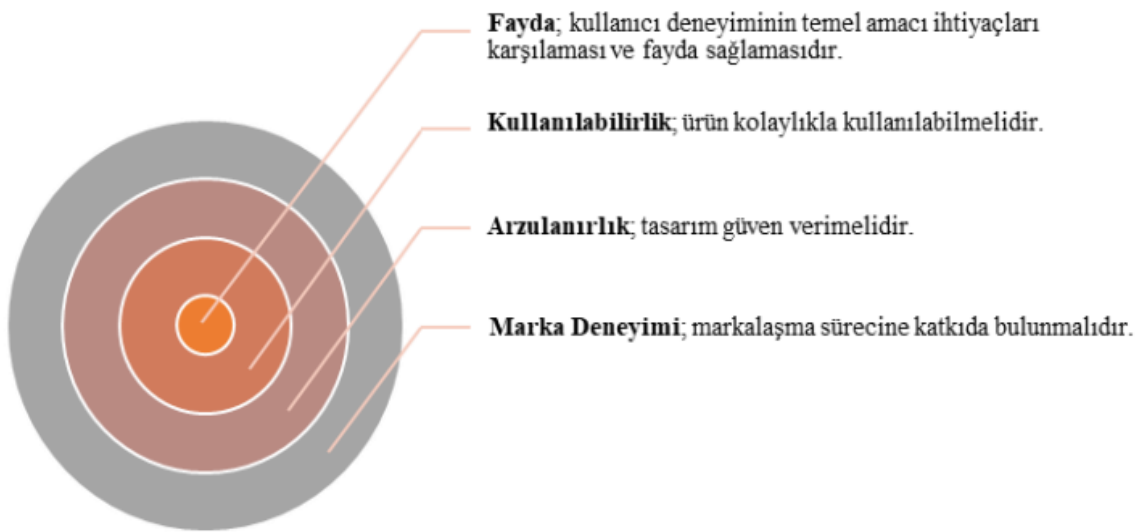 Fayda; kullanıcı deneyiminin temel amacı ihtiyaçları
karşılaması ve fayda sağlamasıdır.
Kullanılabilirlik; ürün kolaylıkla kullanılabilmelidir.
Arzulanırlık; tasarım güven verimelidir.
Marka Deneyimi; markalaşma sürecine katkıda bulunmalıdır.